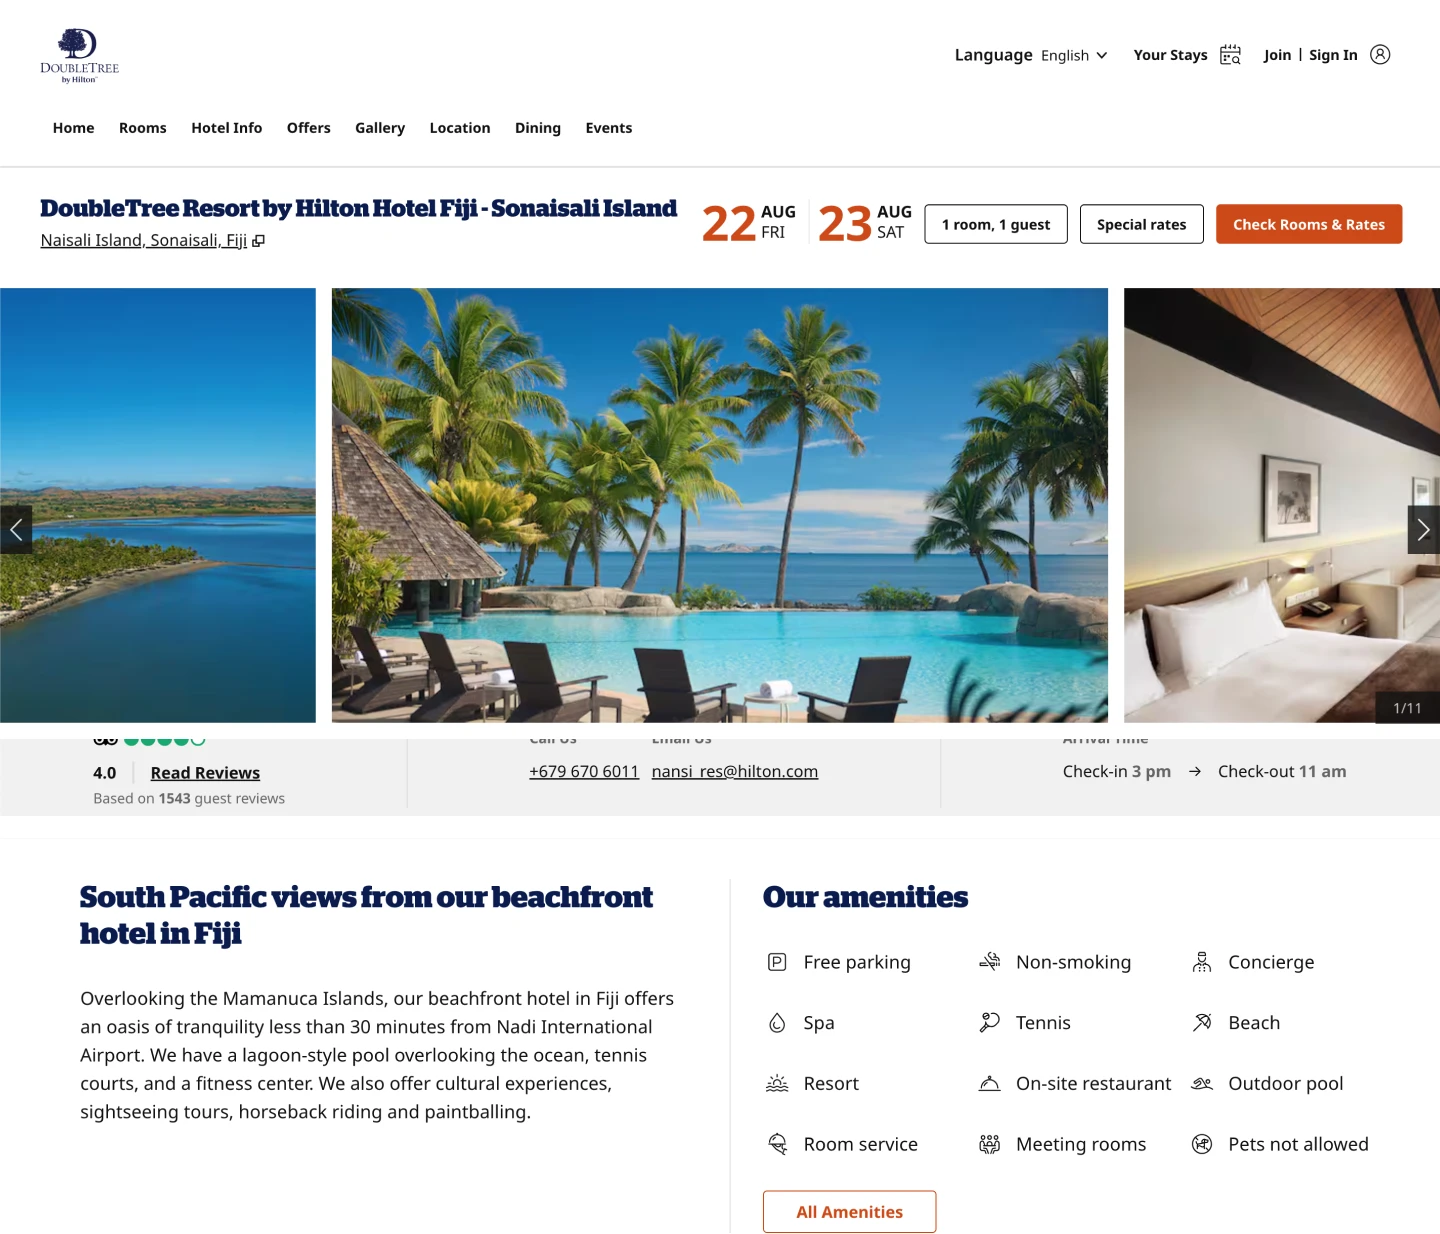 DOUBLETREE
by Hilton
Language English
Your Stays
Join | Sign In
Home Rooms Hotel Info Offers Gallery Location Dining Events
DoubleTree Resort by Hilton Hotel Fiji - Sonaisali Island
Naisali Island, Sonaisali, Fiji
22 AUG FRI
23 AUG SAT
1 room, 1 guest
Special rates
Check Rooms & Rates
1/11
4.0 Read Reviews
Based on 1543 guest reviews
Call Us
+679 670 6011
Email Us
nansi_res@hilton.com
Arrival Time
Check-in 3 pm → Check-out 11 am
South Pacific views from our beachfront
hotel in Fiji
Overlooking the Mamanuca Islands, our beachfront hotel in Fiji offers
an oasis of tranquility less than 30 minutes from Nadi International
Airport. We have a lagoon-style pool overlooking the ocean, tennis
courts, and a fitness center. We also offer cultural experiences,
sightseeing tours, horseback riding and paintballing.
Our amenities
Free parking
Non-smoking
Concierge
Spa
Tennis
Beach
Resort
On-site restaurant
Outdoor pool
Room service
Meeting rooms
Pets not allowed
All Amenities